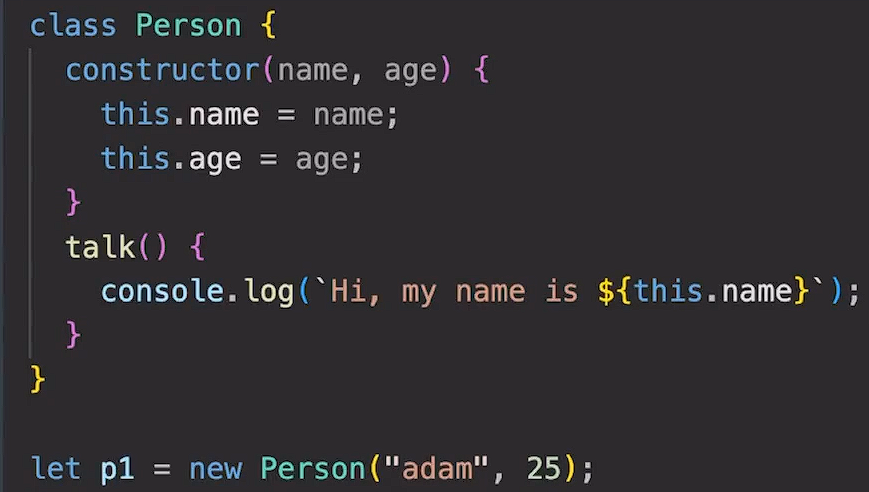 class Person {
  constructor(name, age) {
    this.name = name;
    this.age = age;
  }
  talk() {
    console.log(`Hi, my name is ${this.name}`);
  }
}

let p1 = new Person("adam", 25);